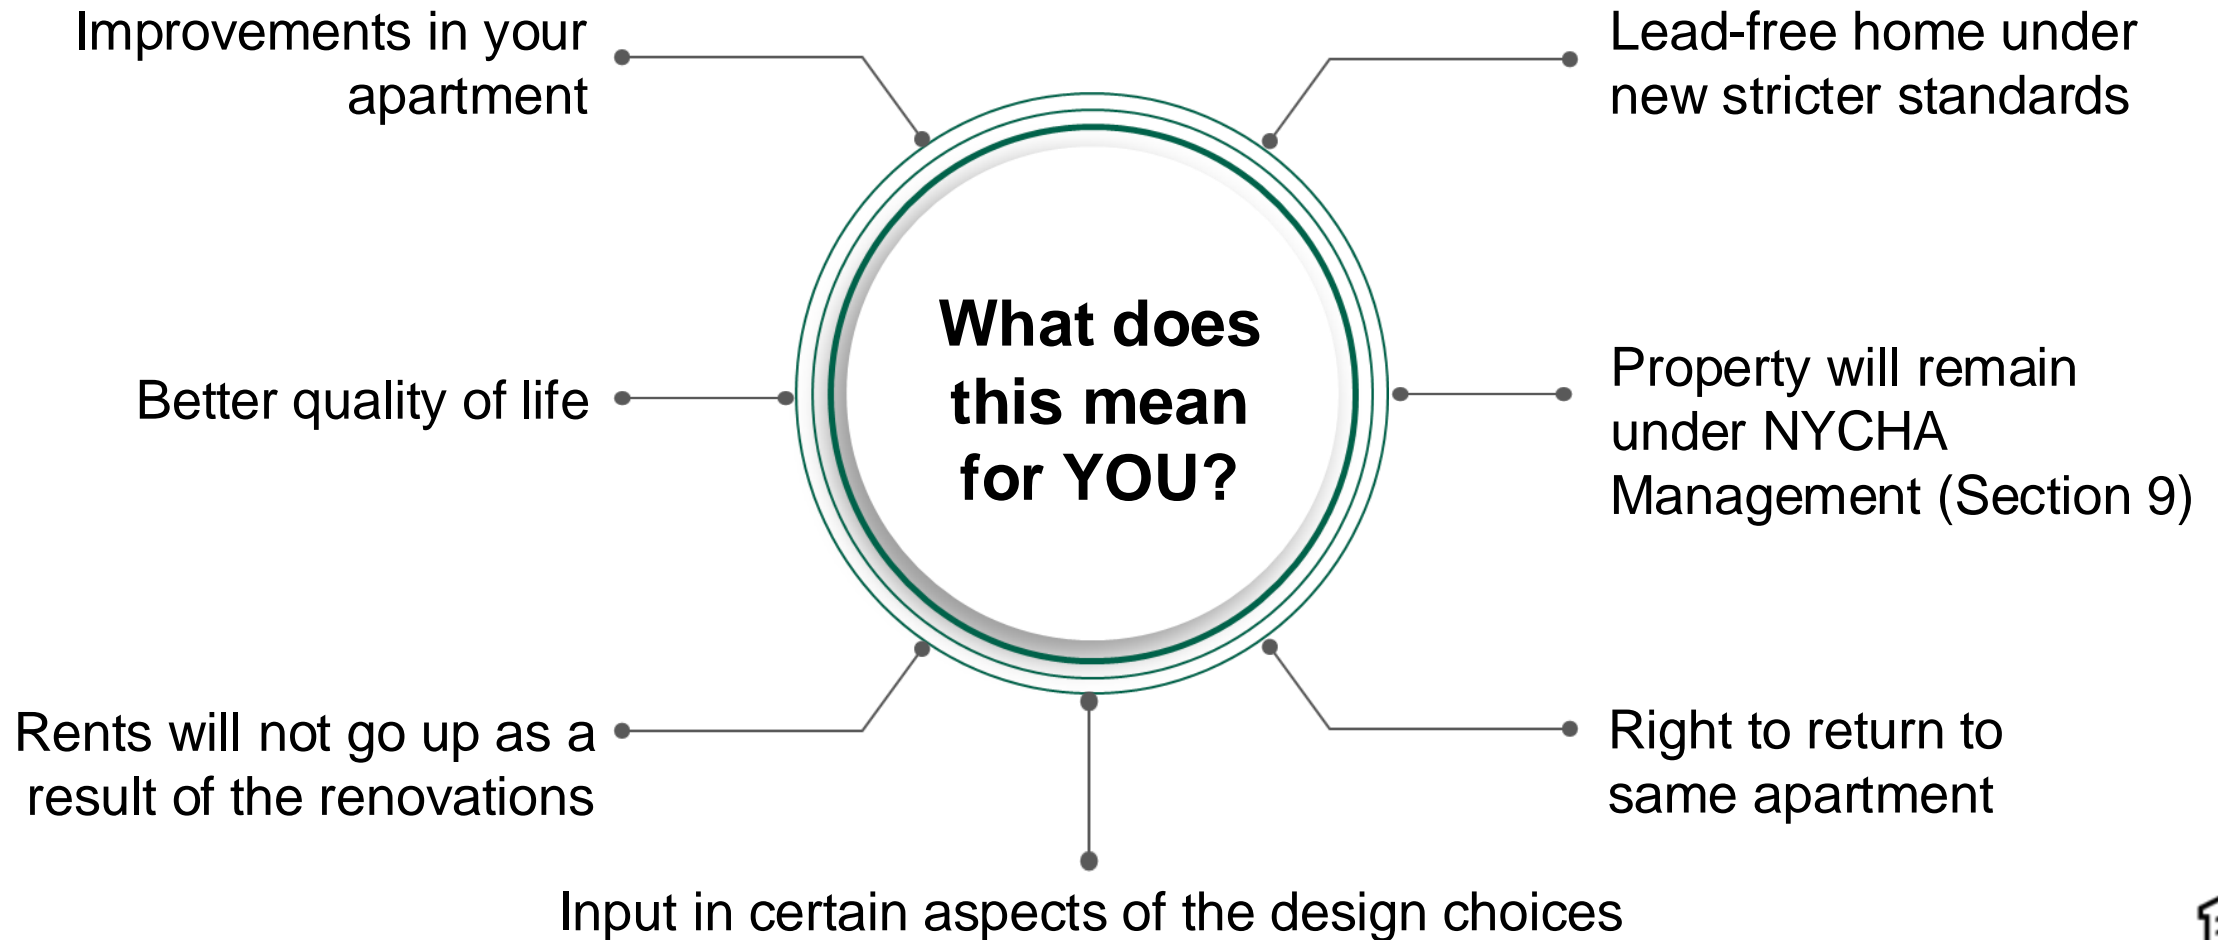 Improvements in your
apartment
Lead-free home under
new stricter standards
What does
this mean
for YOU?
Better quality of life
Property will remain
under NYCHA
Management (Section 9)
Rents will not go up as a
result of the renovations
Right to return to
same apartment
Input in certain aspects of the design choices